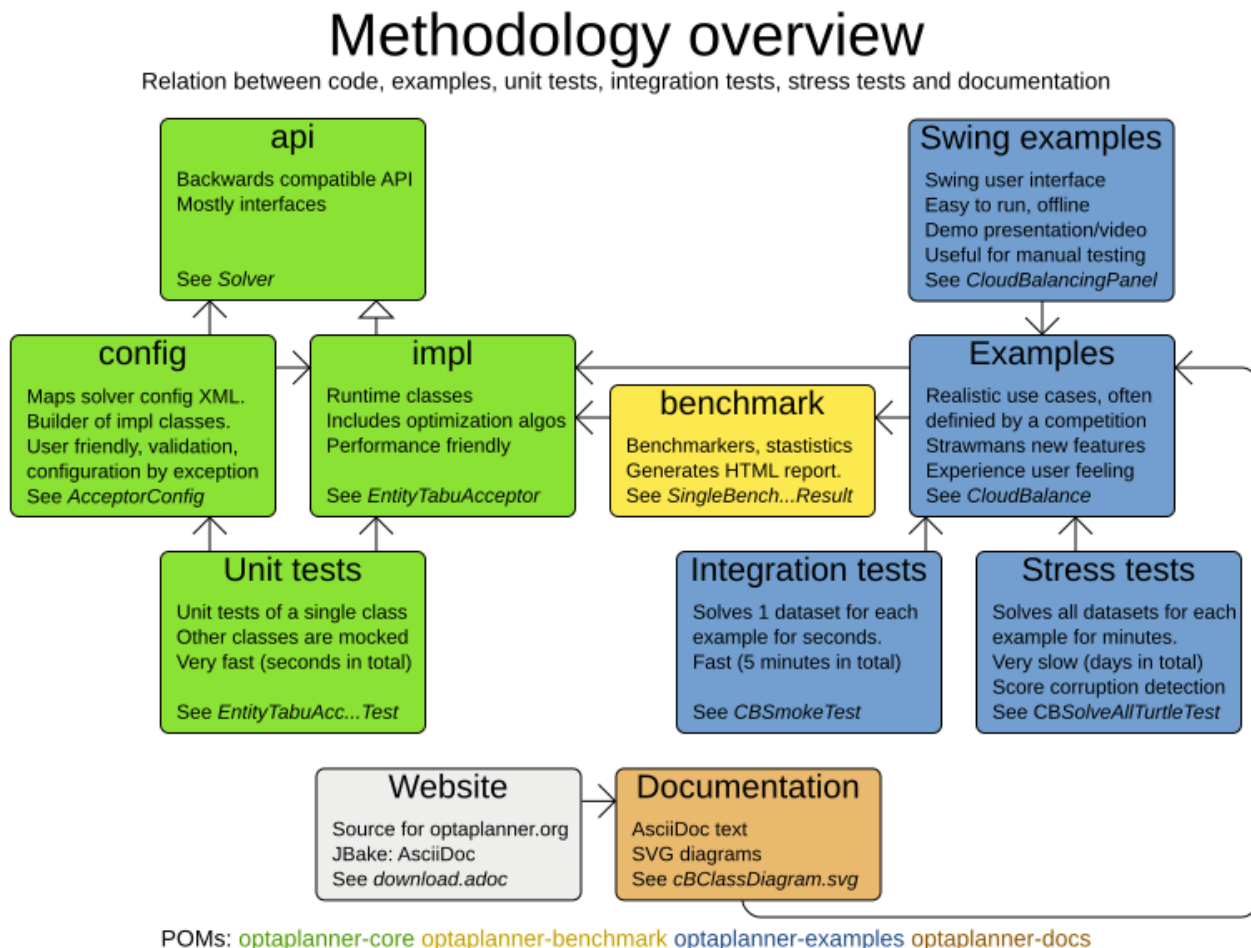 Methodology overview
Relation between code, examples, unit tests, integration tests, stress tests and documentation
api
Backwards compatible API
Mostly interfaces
See Solver
Swing examples
Swing user interface
Easy to run, offline
Demo presentation/video
Useful for manual testing
See CloudBalancingPanel
config
Maps solver config XML.
Builder of impl classes.
User friendly, validation,
configuration by exception
See AcceptorConfig
impl
Runtime classes
Includes optimization algos
Performance friendly
See EntityTabuAcceptor
benchmark
Benchmarkers, stastistics
Generates HTML report.
See SingleBench...Result
Examples
Realistic use cases, often
definied by a competition
Strawmans new features
Experience user feeling
See CloudBalance
Unit tests
Unit tests of a single class
Other classes are mocked
Very fast (seconds in total)
See EntityTabuAcc...Test
Integration tests
Solves 1 dataset for each
example for seconds.
Fast (5 minutes in total)
See CBSmokeTest
Stress tests
Solves all datasets for each
example for minutes.
Very slow (days in total)
Score corruption detection
See CBSolveAllTurtleTest
Website
Source for optaplanner.org
JBake: AsciiDoc
See download.adoc
Documentation
AsciiDoc text
SVG diagrams
See cBClassDiagram.svg
POMs: optaplanner-core optaplanner-benchmark optaplanner-examples optaplanner-docs